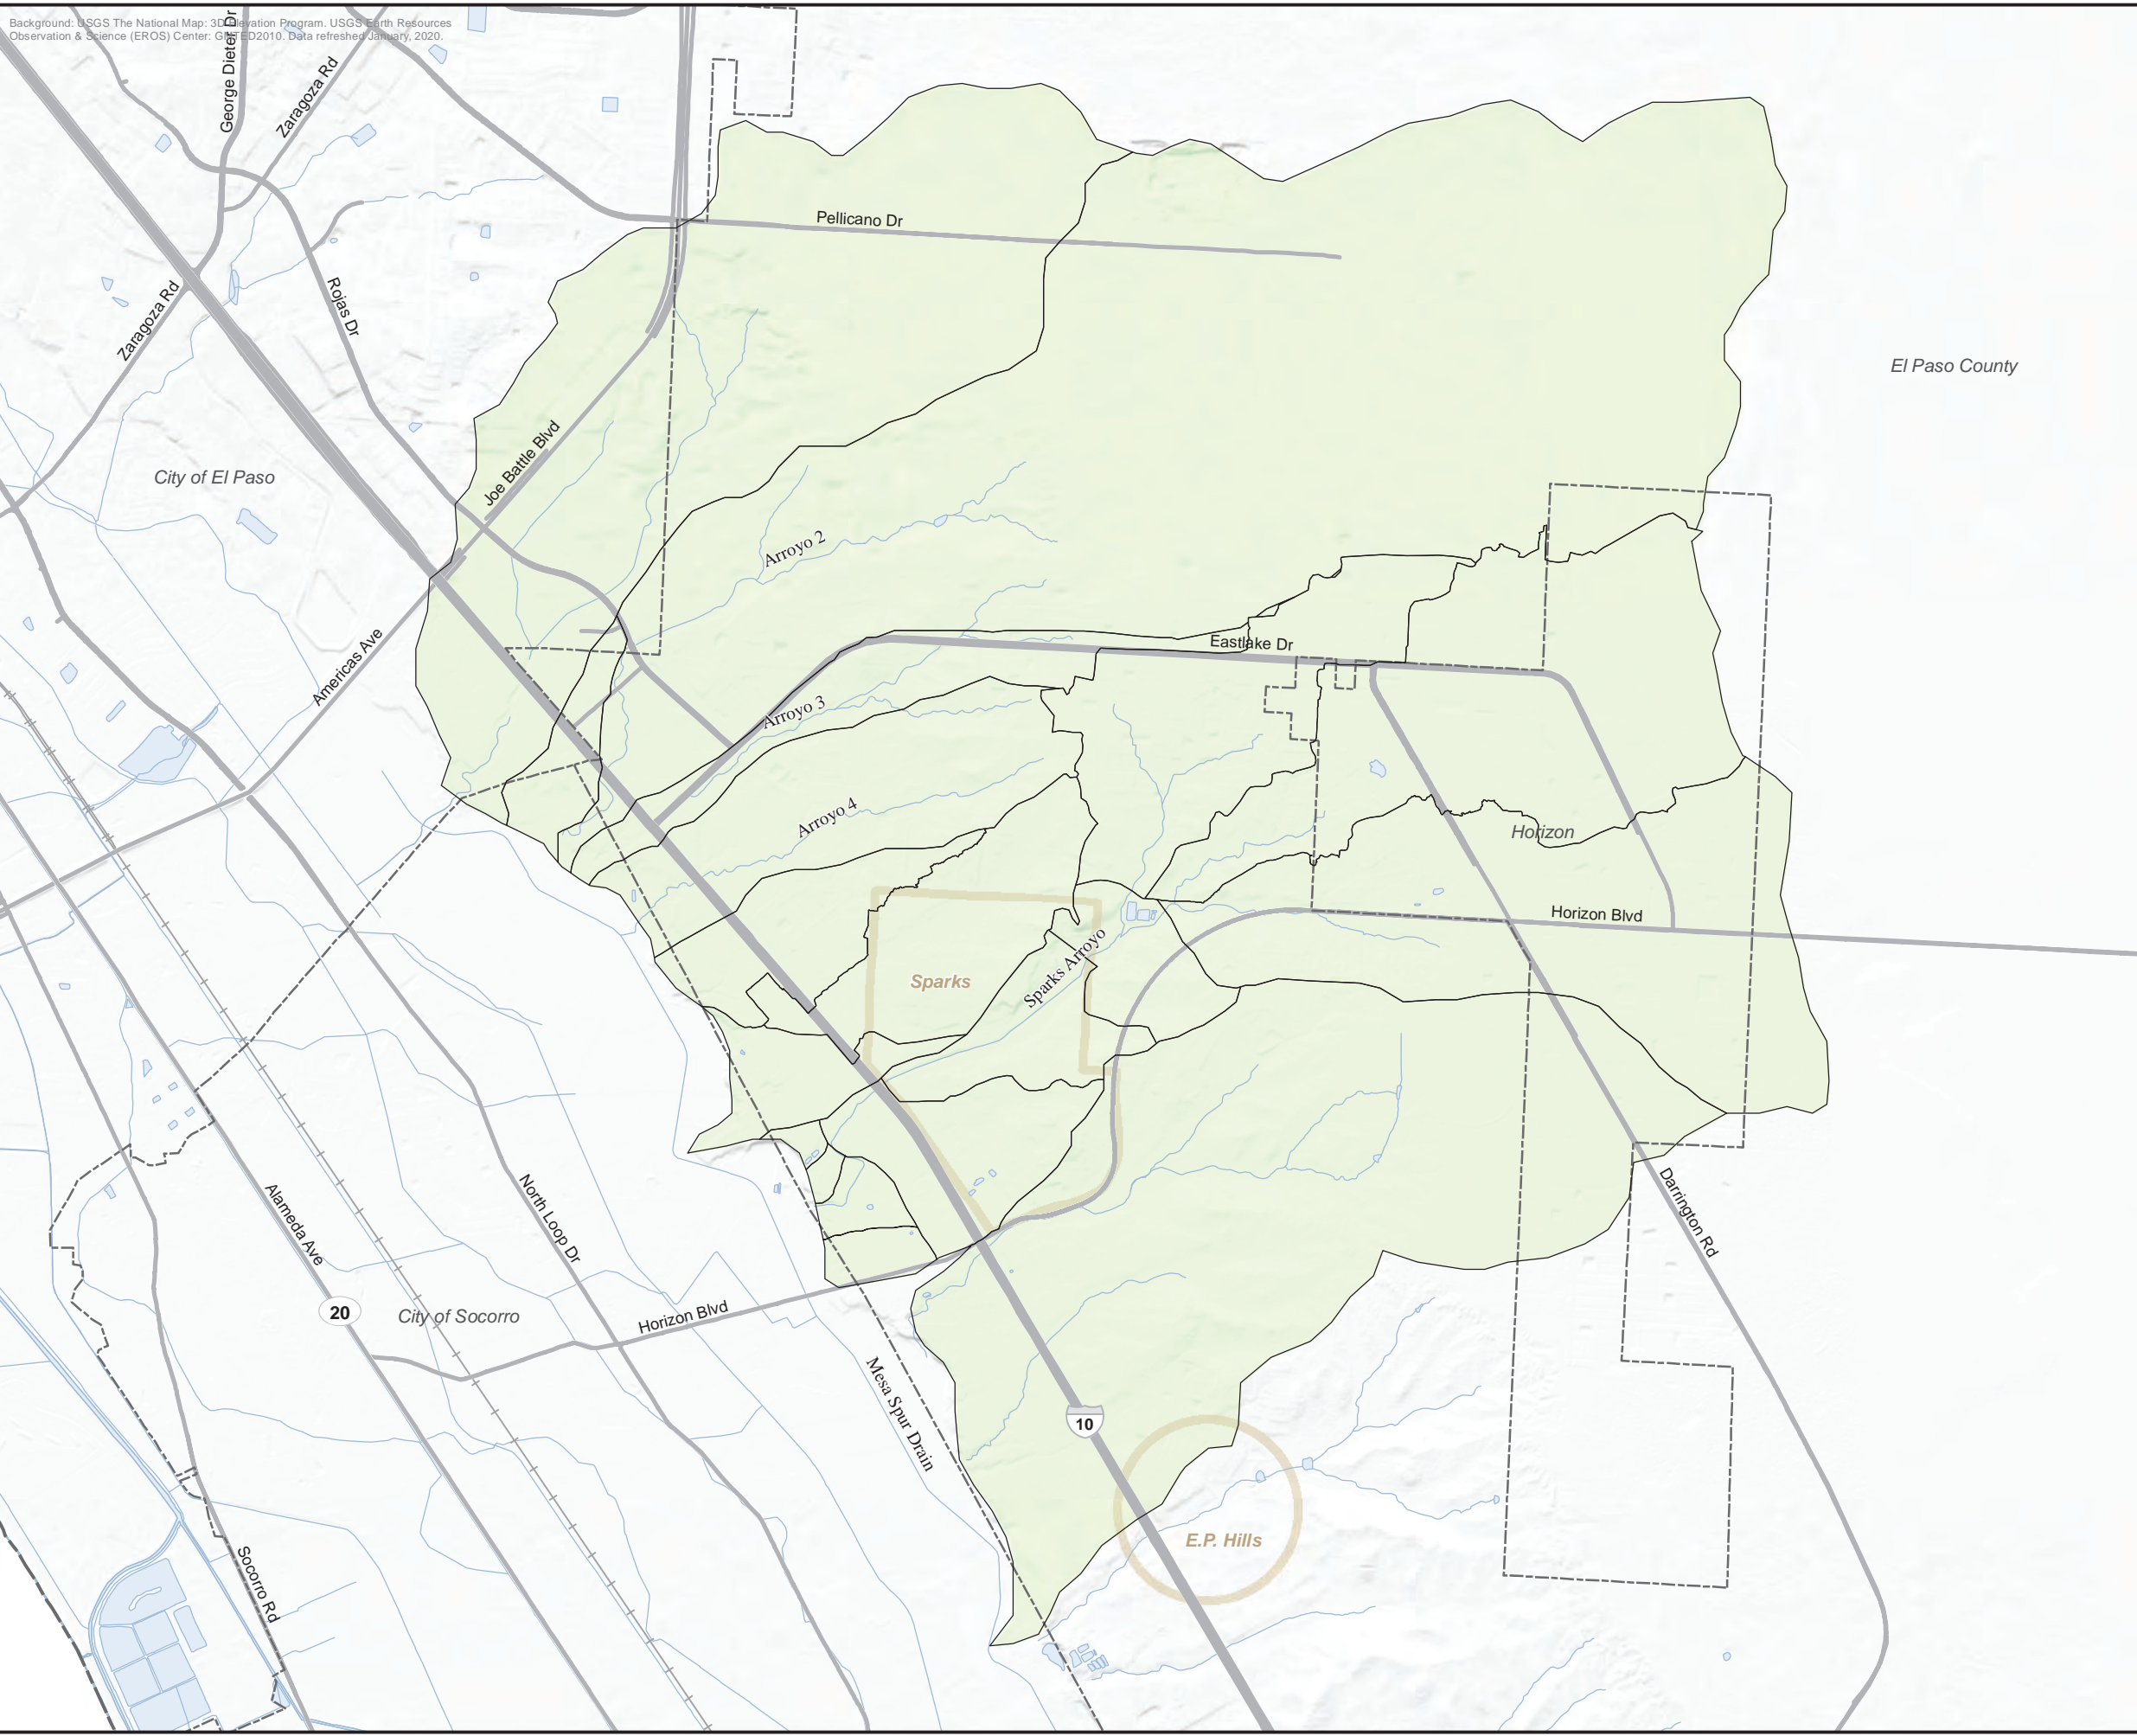 Background: USGS The National Map: 3D Elevation Program. USGS Earth Resources
Observation & Science (EROS) Center: GMTED2010. Data refreshed January, 2020.
George Dieter Dr
Zaragoza Rd
Pellicano Dr
Zaragoza Rd
Rojas Dr
El Paso County
Joe Battle Blvd
City of El Paso
Arroyo 2
Eastlake Dr
Americas Ave
Arroyo 3
Arroyo 4
Horizon
Horizon Blvd
Sparks
Sparks Arroyo
Alameda Ave
North Loop Dr
Darrington Rd
20
City of Socorro
Horizon Blvd
Mesa Spur Drain
10
E.P. Hills
Socorro Rd